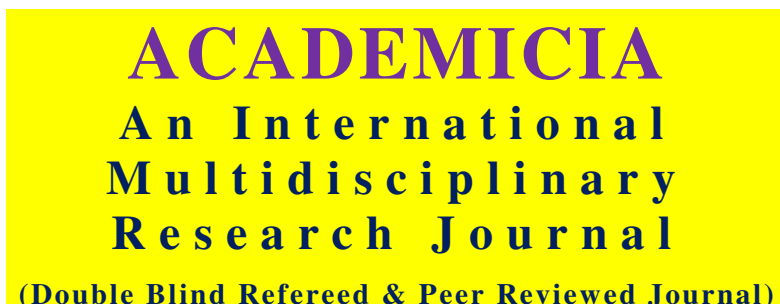 ACADEMICIA
An International
Multidisciplinary
Research Journal
(Double Blind Refereed & Peer Reviewed Journal)